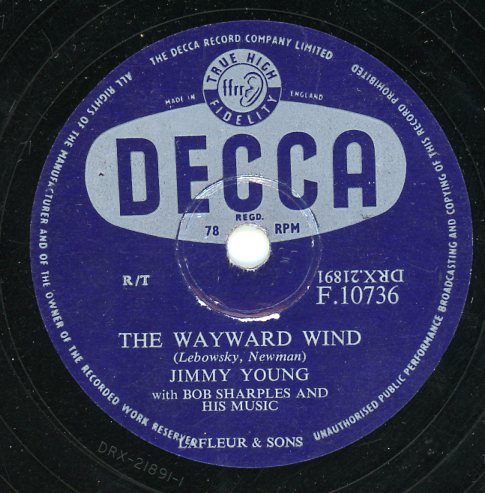 THE DECCA RECORD COMPANY LIMITED
ALL RIGHTS OF THE MANUFACTURER AND OF THE OWNER OF THE RECORDED WORK RESERVED
UNAUTHORISED PUBLIC PERFORMANCE BROADCASTING AND COPYING OF THIS RECORD PROHIBITED
TRUE HIGH
ffrr
FIDELITY
MADE IN ENGLAND
DECCA
REGD.
78 RPM
R/T
DRX.21891
F.10736
THE WAYWARD WIND
(Lebowsky, Newman)
JIMMY YOUNG
with BOB SHARPLES AND
HIS MUSIC
LAFLEUR & SONS
DRX-21891-1